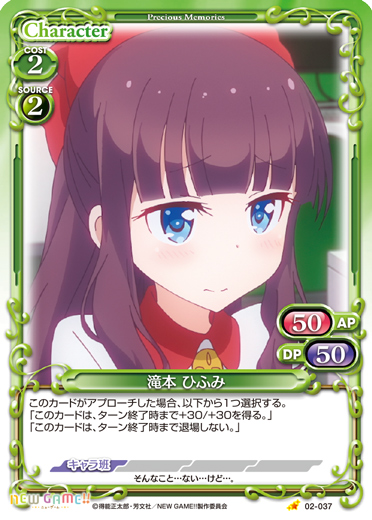 Precious Memories
Character
COST
2
SOURCE
2
50 AP
DP 50
滝本 ひふみ
このカードがアプローチした場合、以下から1つ選択する。
「このカードは、ターン終了時まで+30/+30を得る。」
「このカードは、ターン終了時まで退場しない。」
キャラ班
そんなこと…ない…けど…。
NEW GAME!!
©得能正太郎・芳文社/NEW GAME!!製作委員会
02-037